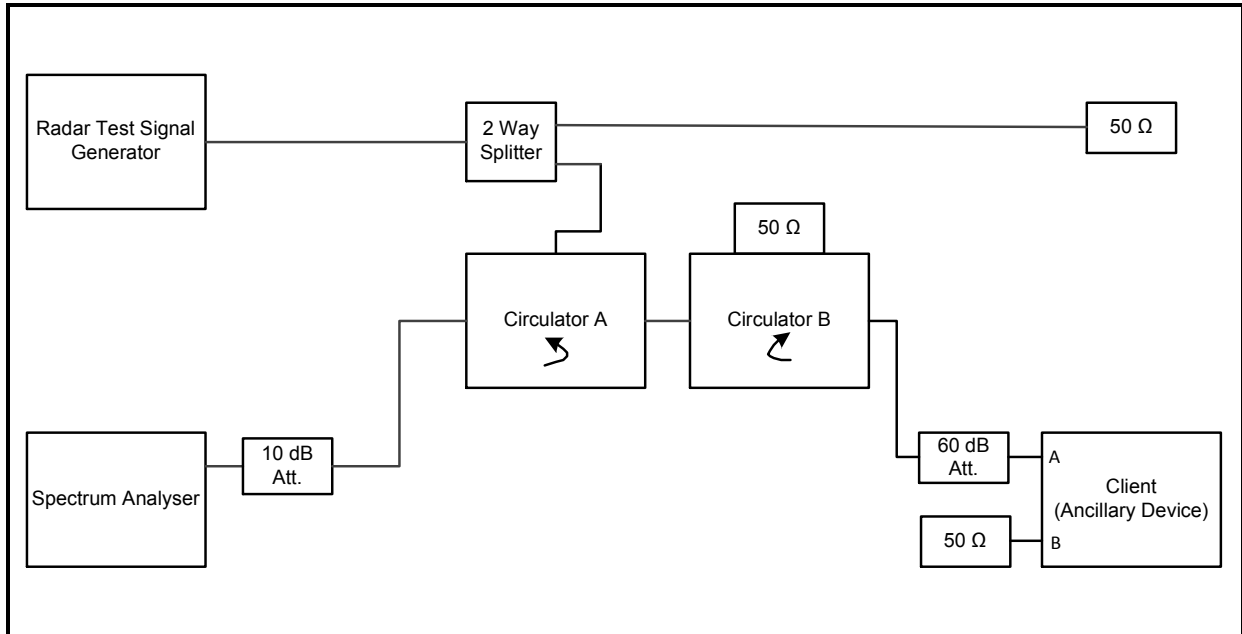 Radar Test Signal
Generator
2 Way
Splitter
50 Ω
50 Ω
Circulator A
Circulator B
Spectrum Analyser
10 dB
Att.
60 dB
Att.
A
Client
(Ancillary Device)
50 Ω
B